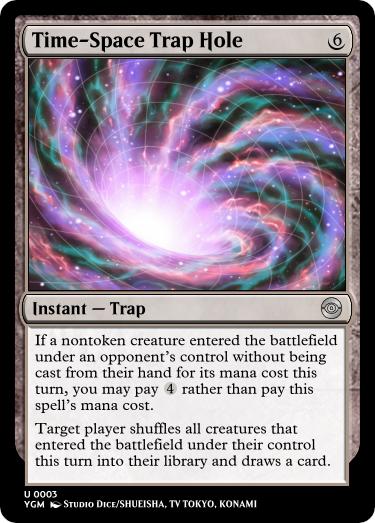 Time-Space Trap Hole 6
Instant — Trap
If a nontoken creature entered the battlefield
under an opponent's control without being
cast from their hand for its mana cost this
turn, you may pay 4 rather than pay this
spell's mana cost.
Target player shuffles all creatures that
entered the battlefield under their control
this turn into their library and draws a card.
U 0003
YGM Studio Dice/SHUEISHA, TV TOKYO, KONAMI